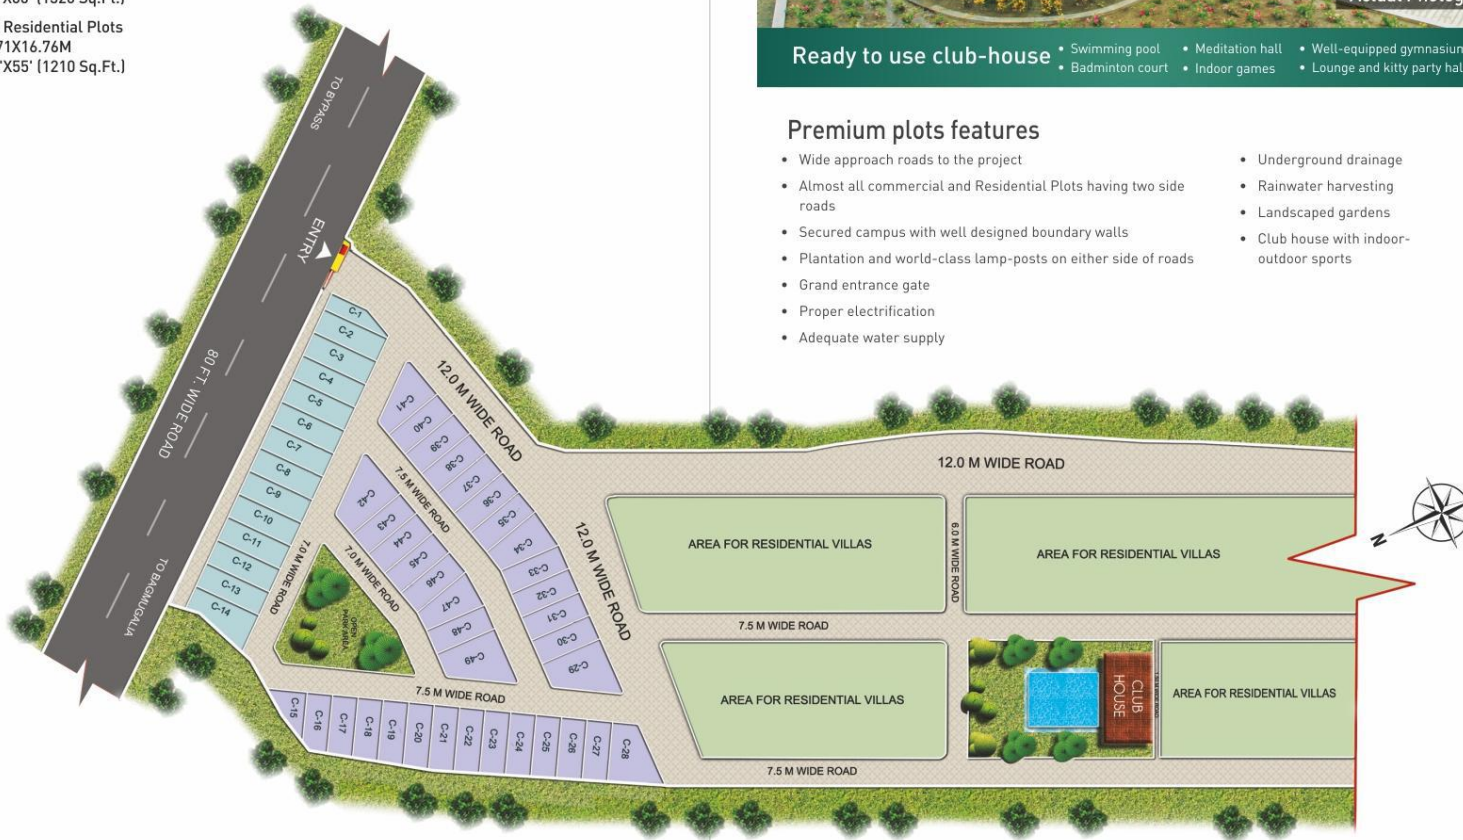 Residential Plots
(1210 Sq.Ft.)
Ready to use club-house
• Swimming pool
• Meditation hall
• Well-equipped gymnasium
• Badminton court
• Indoor games
• Lounge and kitty party hall
Premium plots features
• Wide approach roads to the project
• Almost all commercial and Residential Plots having two side
roads
• Secured campus with well designed boundary walls
• Plantation and world-class lamp-posts on either side of roads
• Grand entrance gate
• Proper electrification
• Adequate water supply
• Underground drainage
• Rainwater harvesting
• Landscaped gardens
• Club house with indoor-
outdoor sports
TO BYPASS
ENTRY
80 FT. WIDE ROAD
TO BAGMUGALIA
C-1
C-2
C-3
C-4
C-5
C-6
C-7
C-8
C-9
C-10
C-11
C-12
C-13
C-14
12.0 M WIDE ROAD
C-41
C-40
C-39
C-38
C-37
C-36
C-35
C-34
C-33
C-32
C-31
C-30
C-29
7.5 M WIDE ROAD
C-42
C-43
C-44
C-45
C-46
C-47
C-48
C-49
7.0 M WIDE ROAD
7.0 M WIDE ROAD
OPEN
PARK AREA
7.5 M WIDE ROAD
C-15
C-16
C-17
C-18
C-19
C-20
C-21
C-22
C-23
C-24
C-25
C-26
C-27
C-28
12.0 M WIDE ROAD
12.0 M WIDE ROAD
AREA FOR RESIDENTIAL VILLAS
6.0 M WIDE ROAD
AREA FOR RESIDENTIAL VILLAS
7.5 M WIDE ROAD
AREA FOR RESIDENTIAL VILLAS
CLUB
HOUSE
AREA FOR RESIDENTIAL VILLAS
7.5 M WIDE ROAD
N